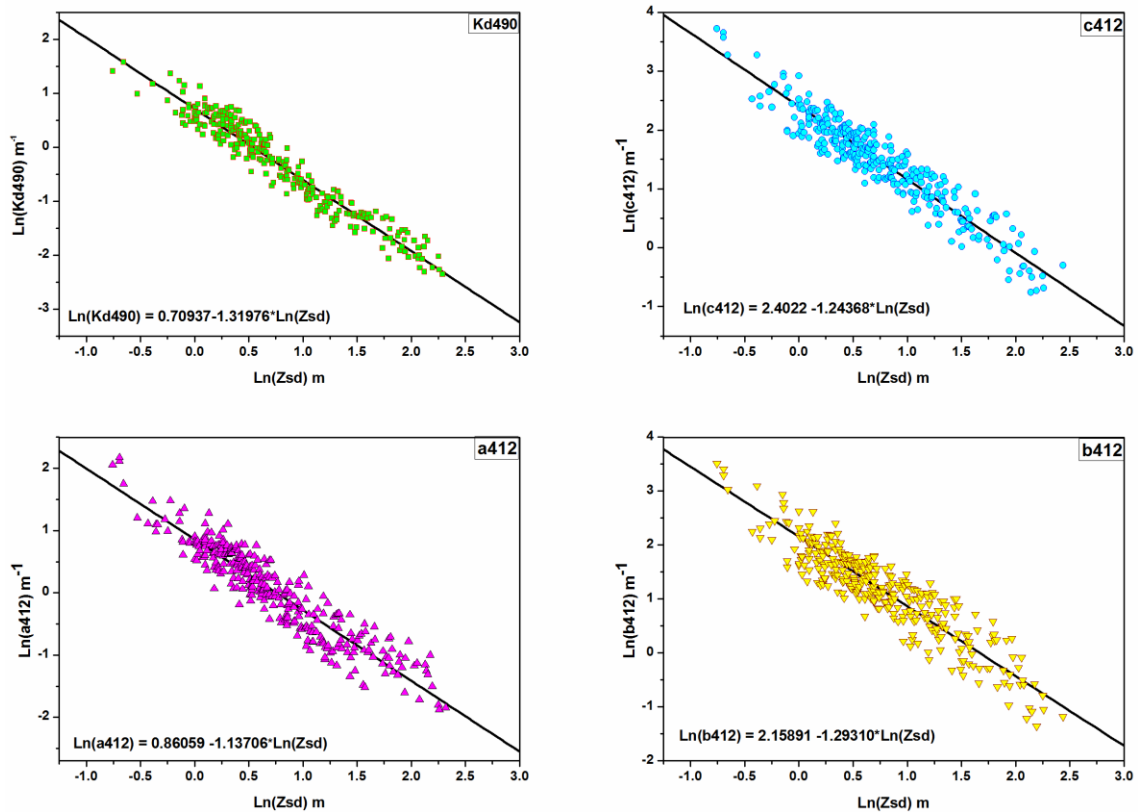 Kd490
2
1
0
-1
-2
-3
Ln(Kd490) m⁻¹
Ln(Kd490) = 0.70937-1.31976*Ln(Zsd)
-1.0 -0.5 0.0 0.5 1.0 1.5 2.0 2.5 3.0
Ln(Zsd) m
c412
4
3
2
1
0
-1
Ln(c412) m⁻¹
Ln(c412) = 2.4022 -1.24368*Ln(Zsd)
-1.0 -0.5 0.0 0.5 1.0 1.5 2.0 2.5 3.0
Ln(Zsd) m
a412
2
1
0
-1
-2
Ln(a412) m⁻¹
Ln(a412) = 0.86059 -1.13706*Ln(Zsd)
-1.0 -0.5 0.0 0.5 1.0 1.5 2.0 2.5 3.0
Ln(Zsd) m
b412
4
3
2
1
0
-1
-2
Ln(b412) m⁻¹
Ln(b412) = 2.15891 -1.29310*Ln(Zsd)
-1.0 -0.5 0.0 0.5 1.0 1.5 2.0 2.5 3.0
Ln(Zsd) m